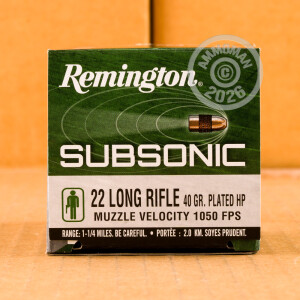 AMMOMAN
©
2026
Remington
SUBSONIC
22 LONG RIFLE 40 GR. PLATED HP
MUZZLE VELOCITY 1050 FPS
RANGE: 1-1/4 MILES. BE CAREFUL. • PORTÉE : 2.0 KM. SOYES PRUDENT.